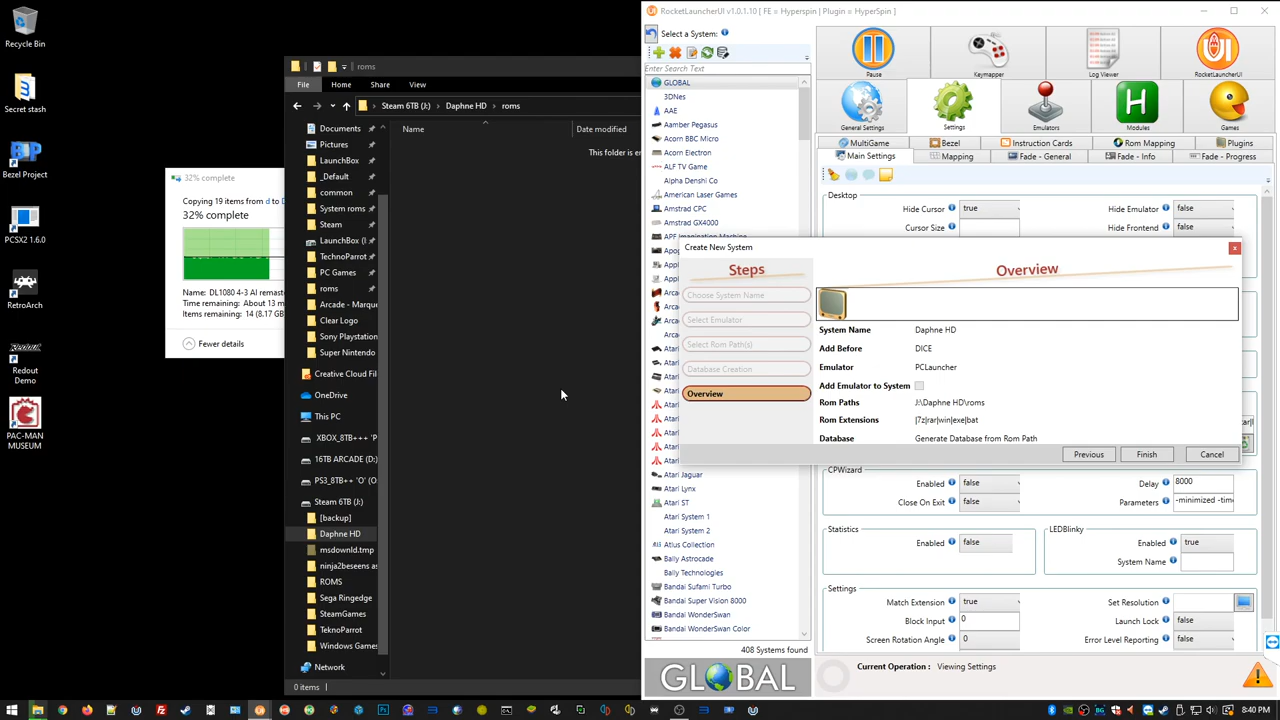 Recycle Bin
Secret stash
Bezel Project
PCSX2 1.6.0
RetroArch
Redout
Demo
PAC-MAN
MUSEUM
32% complete
Copying 19 items from d to D
32% complete
Name: DL1080 4-3 AI remaste
Time remaining: About 13 m
Items remaining: 14 (8.17 G
Fewer details
roms
File
Home
Share
View
Steam 6TB (J:)
Daphne HD
roms
Name
Date modified
This folder is e
Documents
Pictures
LaunchBox
_Default
common
System roms
Steam
LaunchBox (
TechnoParrot
PC Games
roms
Arcade - Marque
Clear Logo
Sony Playstation
Super Nintendo
Creative Cloud Fil
OneDrive
This PC
XBOX_8TB+++ 'P
16TB ARCADE (D:)
PS3_8TB++ 'O' (O
Steam 6TB (J:)
[backup]
Daphne HD
msdownld.tmp
ninja2beseens as
ROMS
Sega Ringedge
SteamGames
TeknoParrot
Windows Games
Network
0 items
RocketLauncherUI v1.0.1.10 [ FE = Hyperspin | Plugin = HyperSpin ]
Select a System:
Enter Search Text
GLOBAL
3DNes
AAE
Aamber Pegasus
Acorn BBC Micro
Acorn Electron
ALF TV Game
Alpha Denshi Co
American Laser Games
Amstrad CPC
Amstrad GX4000
APF Imagination Machine
Atari Jaguar
Atari Lynx
Atari ST
Atari System 1
Atari System 2
Atlus Collection
Bally Astrocade
Bally Technologies
Bandai Sufami Turbo
Bandai Super Vision 8000
Bandai WonderSwan
Bandai WonderSwan Color
408 Systems found
GLOBAL
Pause
Keymapper
Log Viewer
RocketLauncherUI
General Settings
Settings
Emulators
Modules
Games
MultiGame
Bezel
Instruction Cards
Rom Mapping
Plugins
Main Settings
Mapping
Fade - General
Fade - Info
Fade - Progress
Desktop
Hide Cursor
true
Hide Emulator
false
Cursor Size
Hide Frontend
false
Create New System
Steps
Choose System Name
Select Emulator
Select Rom Path(s)
Database Creation
Overview
Overview
System Name
Daphne HD
Add Before
DICE
Emulator
PCLauncher
Add Emulator to System
Rom Paths
J:\Daphne HD\roms
Rom Extensions
|7z|rar|win|exe|bat
Database
Generate Database from Rom Path
Previous
Finish
Cancel
CPWizard
Enabled
false
Delay
8000
Close On Exit
false
Parameters
-minimized -tim
Statistics
Enabled
false
LEDBlinky
Enabled
true
System Name
Settings
Match Extension
true
Set Resolution
Block Input
0
Launch Lock
false
Screen Rotation Angle
0
Error Level Reporting
false
Current Operation : Viewing Settings
8:40 PM